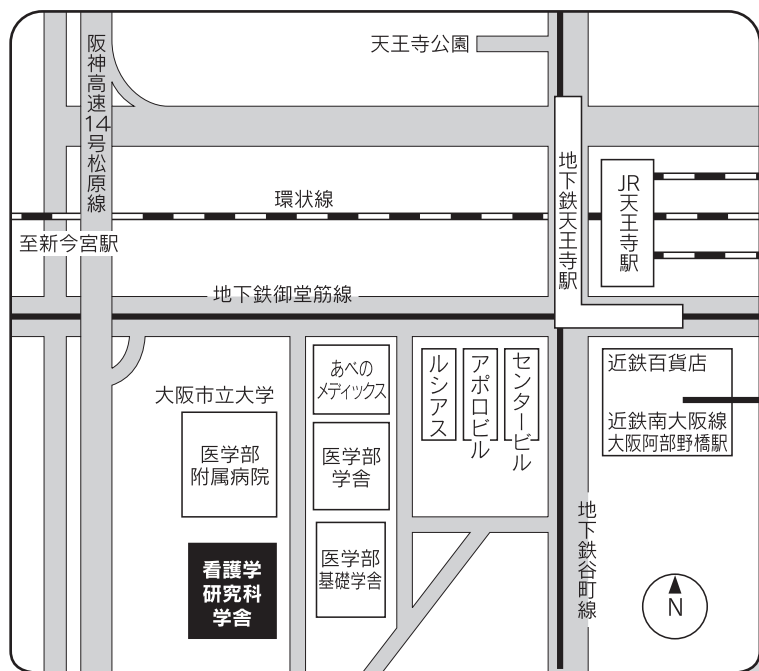 天王寺公園
阪神高速14号松原線
地下鉄天王寺駅
JR天王寺駅
環状線
至新今宮駅
地下鉄御堂筋線
あべの
メディックス
ルシアス
アポロビル
センタービル
近鉄百貨店
近鉄南大阪線
大阪阿部野橋駅
大阪市立大学
医学部
附属病院
医学部
学舎
医学部
基礎学舎
看護学
研究科
学舎
地下鉄谷町線
N